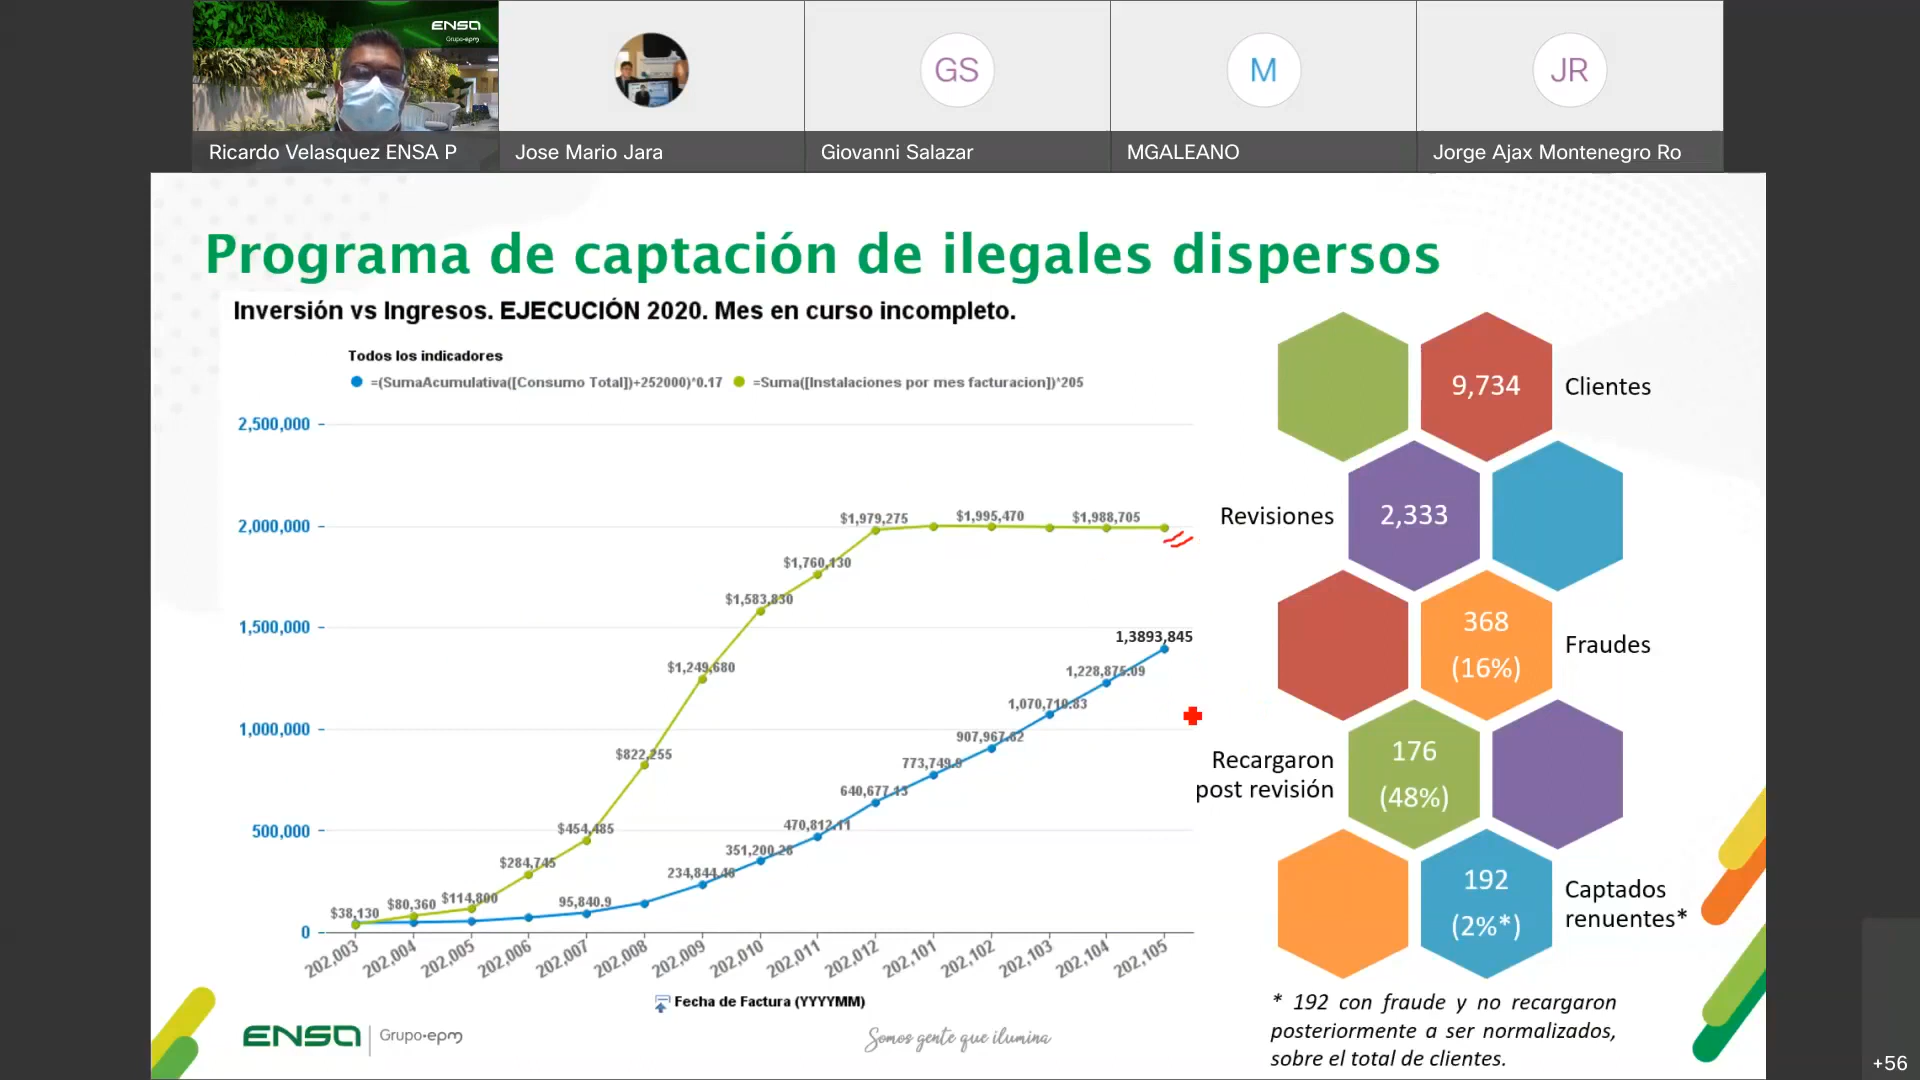 ENSA
Grupo·epm
GS
M
JR
Ricardo Velasquez ENSA P
Jose Mario Jara
Giovanni Salazar
MGALEANO
Jorge Ajax Montenegro Ro
Programa de captación de ilegales dispersos
Inversión vs Ingresos. EJECUCIÓN 2020. Mes en curso incompleto.
Todos los indicadores
=(SumaAcumulativa([Consumo Total])+252000)*0.17
=Suma([Instalaciones por mes facturacion])*205
2,500,000
2,000,000
1,500,000
1,000,000
500,000
0
$38,130
$80,360
$114,800
$284,745
$454,485
$822,255
$1,249,680
$1,583,830
$1,760,130
$1,979,275
$1,995,470
$1,988,705
95,840.9
234,844.46
351,200.28
470,812.11
640,677.13
773,749.9
907,967.62
1,070,710.83
1,228,875.09
1,3893,845
202,003
202,004
202,005
202,006
202,007
202,008
202,009
202,010
202,011
202,012
202,101
202,102
202,103
202,104
202,105
Fecha de Factura (YYYYMM)
9,734
Clientes
Revisiones
2,333
368
(16%)
Fraudes
Recargaron
post revisión
176
(48%)
192
(2%*)
Captados
renuentes*
* 192 con fraude y no recargaron
posteriormente a ser normalizados,
sobre el total de clientes.
ENSA
Grupo·epm
Somos gente que ilumina
+56